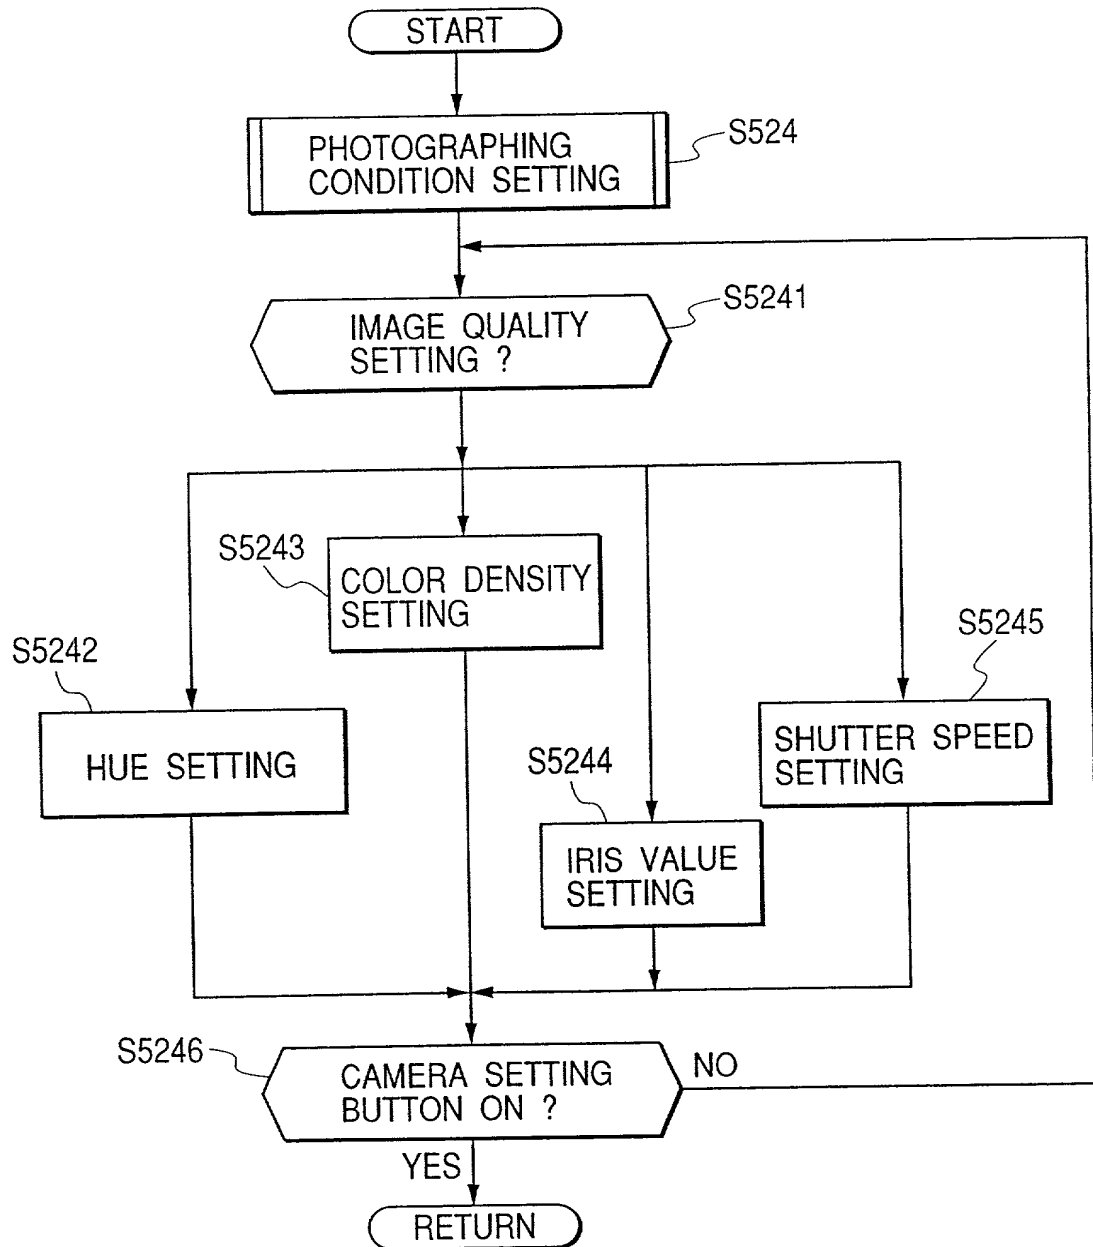 START
PHOTOGRAPHING
CONDITION SETTING
S524
IMAGE QUALITY
SETTING ?
S5241
S5243
COLOR DENSITY
SETTING
S5242
HUE SETTING
S5245
SHUTTER SPEED
SETTING
S5244
IRIS VALUE
SETTING
S5246
CAMERA SETTING
BUTTON ON ?
NO
YES
RETURN